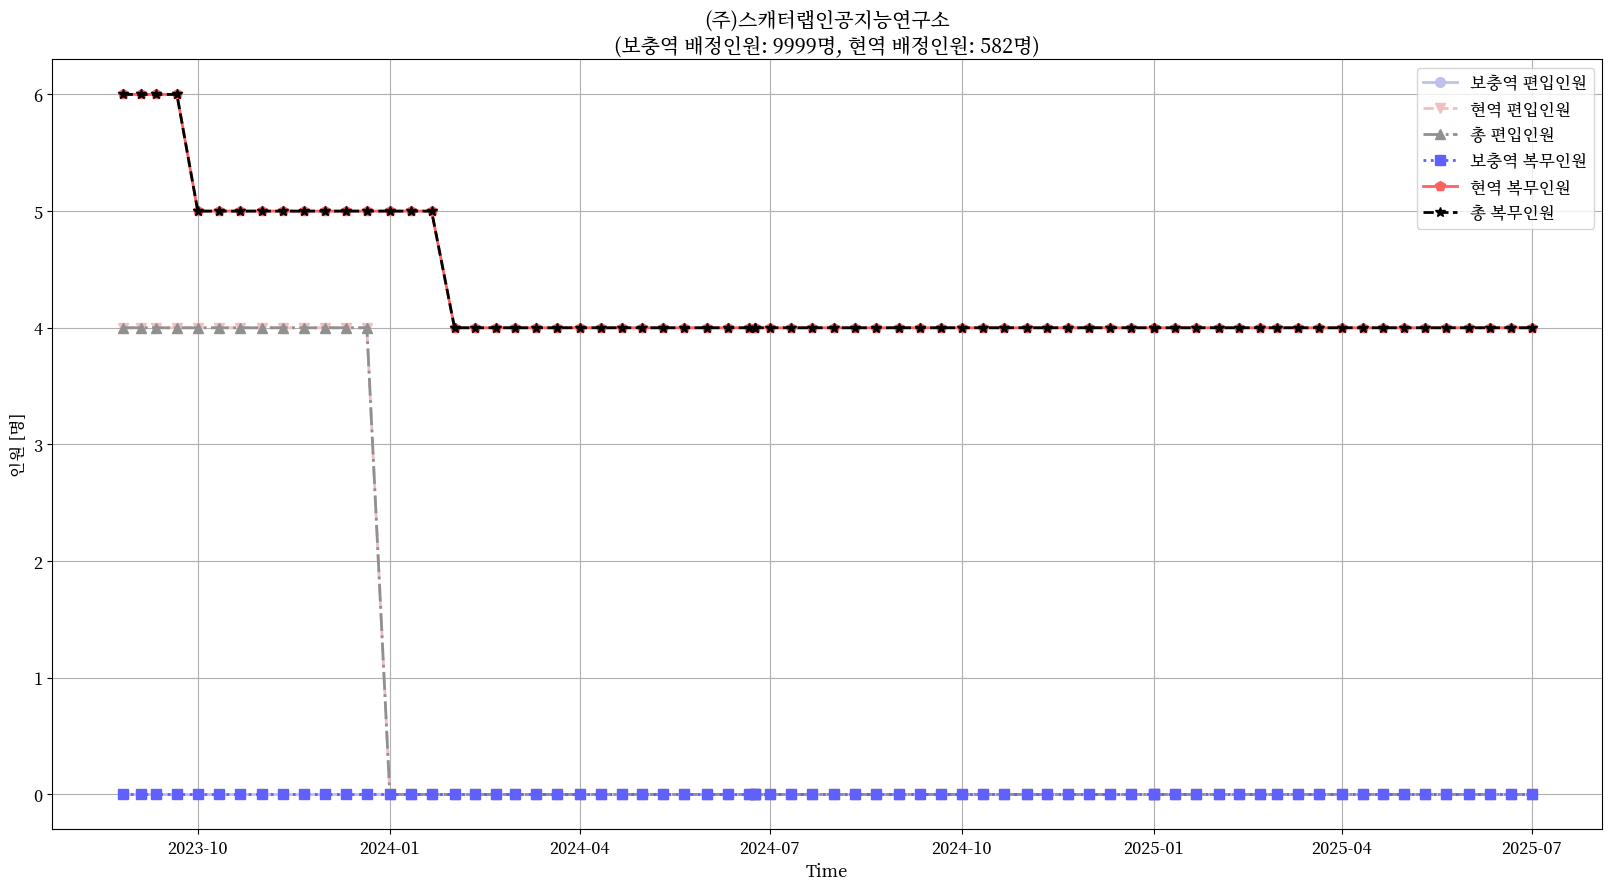 (주)스캐터랩인공지능연구소
(보충역 배정인원: 9999명, 현역 배정인원: 582명)
보충역 편입인원
현역 편입인원
총 편입인원
보충역 복무인원
현역 복무인원
총 복무인원
6
5
4
3
2
1
0
인원 [명]
2023-10 2024-01 2024-04 2024-07 2024-10 2025-01 2025-04 2025-07
Time